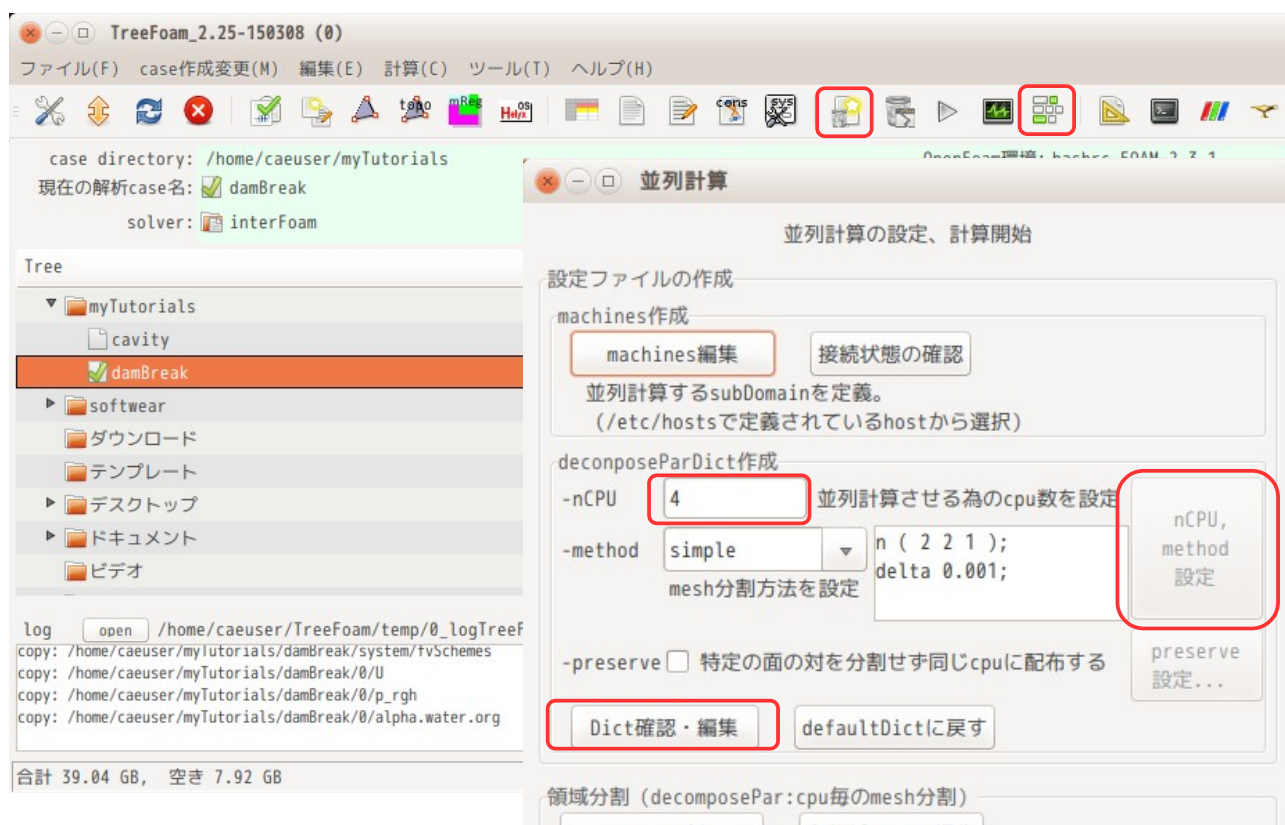 TreeFoam_2.25-150308 (0)
ファイル(F) case作成変更(M) 編集(E) 計算(C) ツール(T) ヘルプ(H)
topo mReg Helyx OS cons SYS
case directory: /home/caeuser/myTutorials
現在の解析case名: damBreak
solver: interFoam
Tree
myTutorials
cavity
damBreak
softwear
ダウンロード
テンプレート
デスクトップ
ドキュメント
ビデオ
log open /home/caeuser/TreeFoam/temp/0_logTreeF
copy: /home/caeuser/myTutorials/damBreak/system/fvSchemes
copy: /home/caeuser/myTutorials/damBreak/0/U
copy: /home/caeuser/myTutorials/damBreak/0/p_rgh
copy: /home/caeuser/myTutorials/damBreak/0/alpha.water.org
合計 39.04 GB, 空き 7.92 GB
並列計算
並列計算の設定、計算開始
設定ファイルの作成
machines作成
machines編集 接続状態の確認
並列計算するsubDomainを定義。
(/etc/hostsで定義されているhostから選択)
deconposeParDict作成
-nCPU 4 並列計算させる為のcpu数を設定
-method simple n ( 2 2 1 );
delta 0.001;
mesh分割方法を設定
nCPU,
method
設定
-preserve 特定の面の対を分割せず同じcpuに配布する
preserve
設定...
Dict確認・編集 defaultDictに戻す
領域分割 (decomposePar:cpu毎のmesh分割)